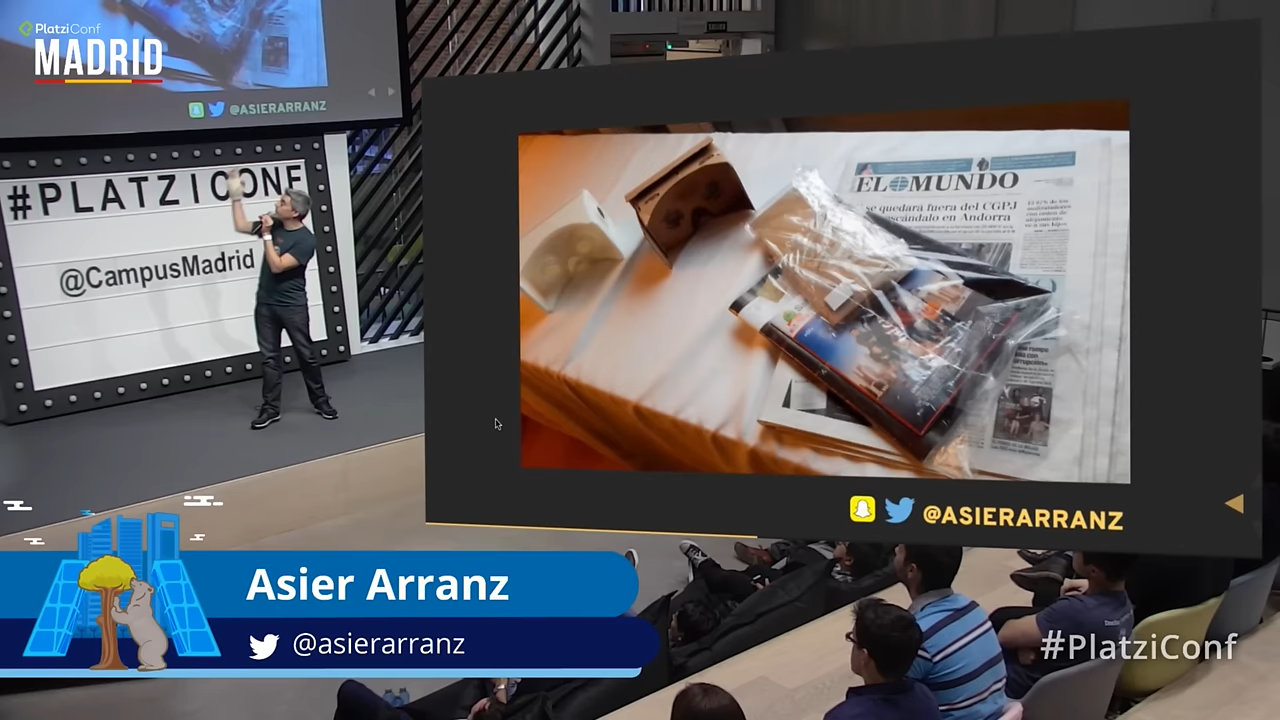 PlatziConf
MADRID
@ASIERARRANZ
#PLATZICONF
@CampusMadrid
EL MUNDO
se quedará fuera del CGPJ
escándalo en Andorra
@ASIERARRANZ
Asier Arranz
@asierarranz
#PlatziConf